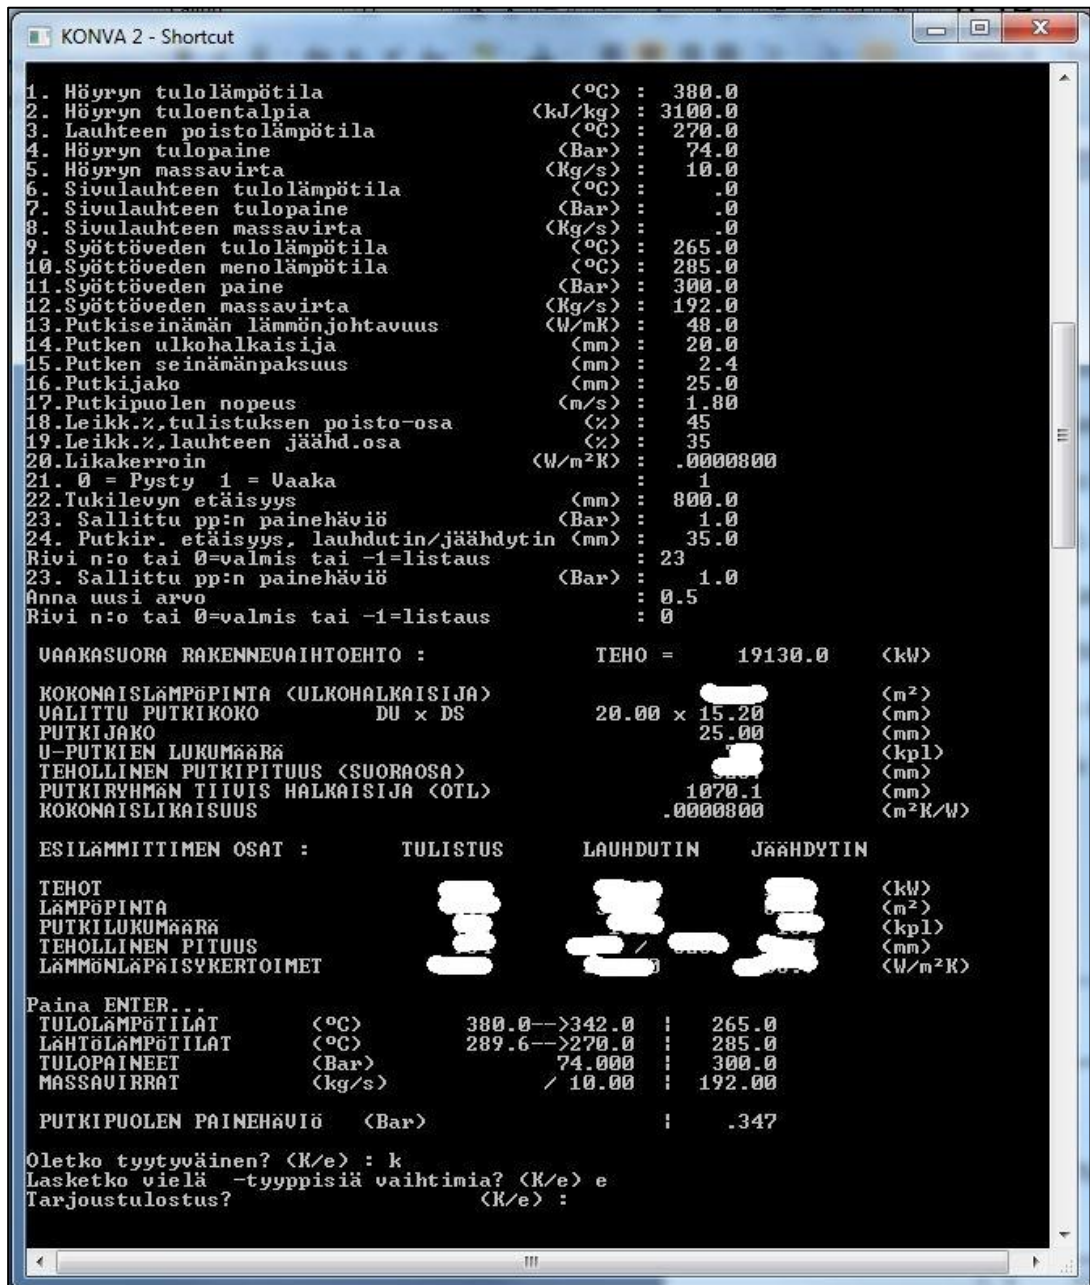 KONVA 2 - Shortcut
1. Höyryn tulolämpötila (ºC) : 380.0
2. Höyryn tuloentalpia (kJ/kg) : 3100.0
3. Lauhteen poistolämpötila (ºC) : 270.0
4. Höyryn tulopaine (Bar) : 74.0
5. Höyryn massavirta (Kg/s) : 10.0
6. Sivulauhteen tulolämpötila (ºC) : .0
7. Sivulauhteen tulopaine (Bar) : .0
8. Sivulauhteen massavirta (Kg/s) : .0
9. Syöttöveden tulolämpötila (ºC) : 265.0
10.Syöttöveden menolämpötila (ºC) : 285.0
11.Syöttöveden paine (Bar) : 300.0
12.Syöttöveden massavirta (Kg/s) : 192.0
13.Putkiseinämän lämmönjohtavuus (W/mK) : 48.0
14.Putken ulkohalkaisija (mm) : 20.0
15.Putken seinämänpaksuus (mm) : 2.4
16.Putkijako (mm) : 25.0
17.Putkipuolen nopeus (m/s) : 1.80
18.Leikk.%,tulistuksen poisto-osa (%) : 45
19.Leikk.%,lauhteen jäähd.osa (%) : 35
20.Likakerroin (W/m²K) : .0000800
21. 0 = Pysty 1 = Vaaka : 1
22.Tukilevyn etäisyys (mm) : 800.0
23. Sallittu pp:n painehäviö (Bar) : 1.0
24. Putkir. etäisyys, lauhdutin/jäähdytin (mm) : 35.0
Rivi n:o tai 0=valmis tai -1=listaus : 23
23. Sallittu pp:n painehäviö (Bar) : 1.0
Anna uusi arvo : 0.5
Rivi n:o tai 0=valmis tai -1=listaus : 0
VAAKASUORA RAKENNEVAIHTOEHTO : TEHO = 19130.0 (kW)
KOKONAISLäMPöPINTA (ULKOHALKAISIJA) (m²)
VALITTU PUTKIKOKO DU x DS 20.00 x 15.20 (mm)
PUTKIJAKO 25.00 (mm)
U-PUTKIEN LUKUMääRä (kpl)
TEHOLLINEN PUTKIPITUUS (SUORAOSA) (mm)
PUTKIRYHMäN TIIVIS HALKAISIJA (OTL) 1070.1 (mm)
KOKONAISLIKAISUUS .0000800 (m²K/W)
ESILäMMITTIMEN OSAT : TULISTUS LAUHDUTIN JääHDYTIN
TEHOT (kW)
LäMPöPINTA (m²)
PUTKILUKUMääRä (kpl)
TEHOLLINEN PITUUS / (mm)
LäMMöNLäPäISYKERTOIMET (W/m²K)
Paina ENTER...
TULOLäMPöTILAT (ºC) 380.0-->342.0 ¦ 265.0
LäHTöLäMPöTILAT (ºC) 289.6-->270.0 ¦ 285.0
TULOPAINEET (Bar) 74.000 ¦ 300.0
MASSAVIRRAT (kg/s) / 10.00 ¦ 192.00
PUTKIPUOLEN PAINEHäVIö (Bar) ¦ .347
Oletko tyytyväinen? (K/e) : k
Lasketko vielä -tyyppisiä vaihtimia? (K/e) e
Tarjoustulostus? (K/e) :